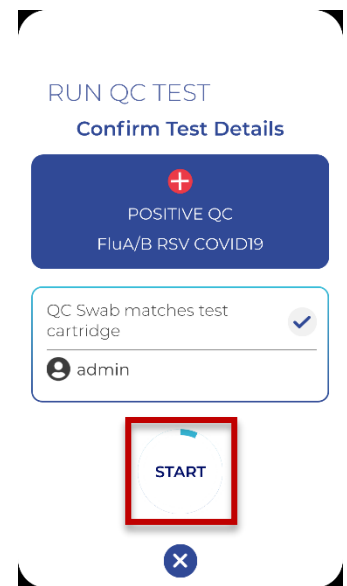 RUN QC TEST
Confirm Test Details
POSITIVE QC
FluA/B RSV COVID19
QC Swab matches test
cartridge
admin
START